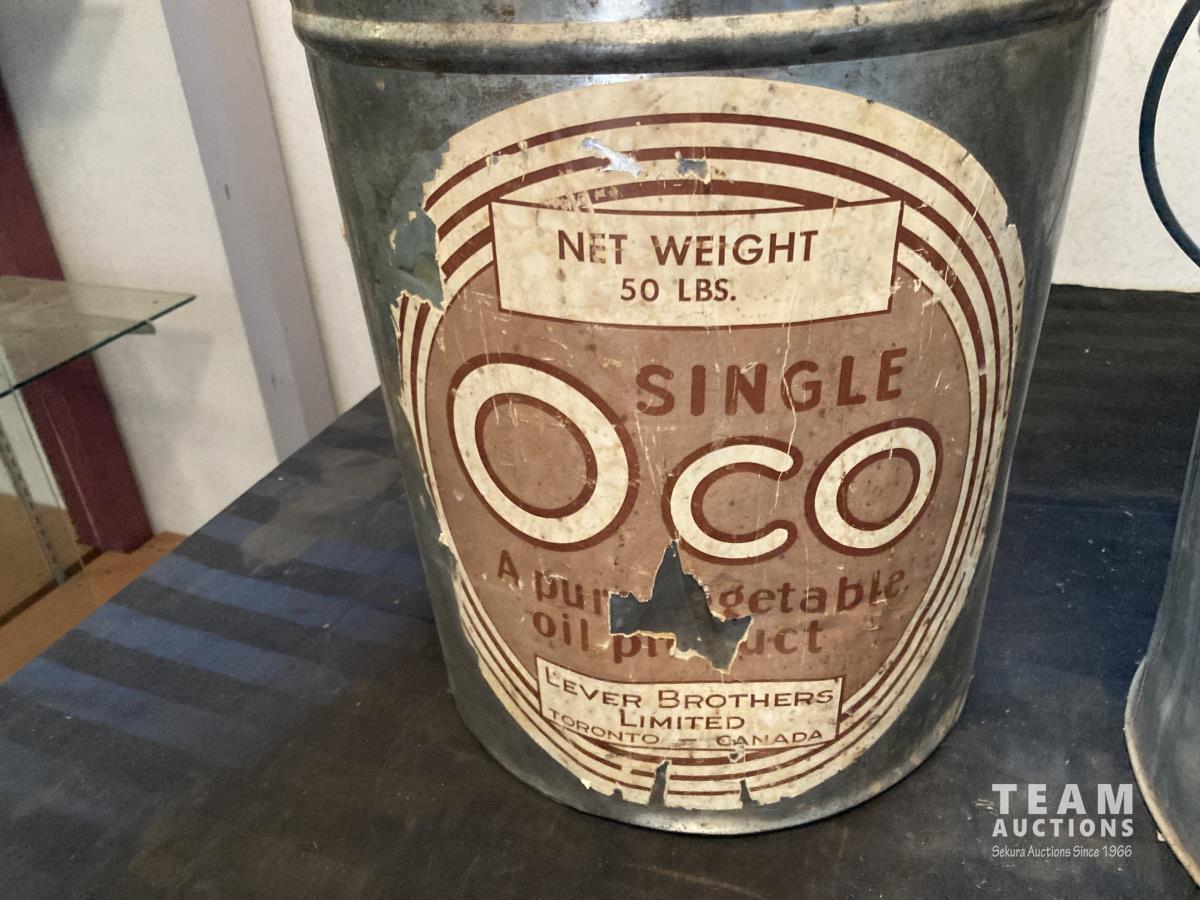 NET WEIGHT
50 LBS.
SINGLE
OCO
A
oil
LEVER BROTHERS
LIMITED
TORONTO — CANADA
TEAM
AUCTIONS
Sekura Auctions Since 1966